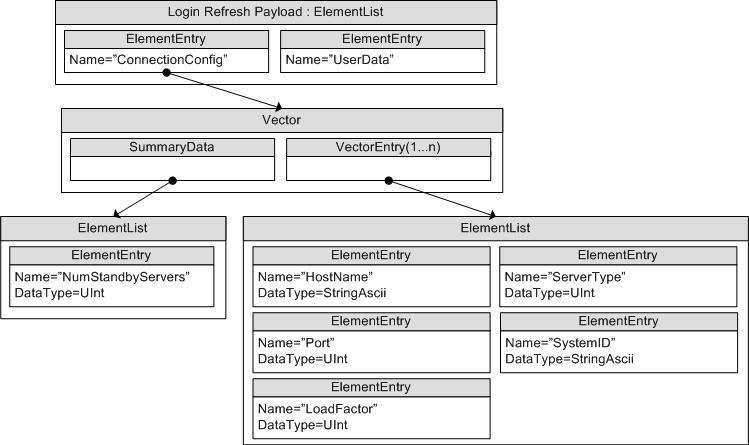 Login Refresh Payload : ElementList
ElementEntry
Name="ConnectionConfig"
ElementEntry
Name="UserData"
Vector
SummaryData
VectorEntry(1...n)
ElementList
ElementEntry
Name="NumStandbyServers"
DataType=UInt
ElementList
ElementEntry
Name="HostName"
DataType=StringAscii
ElementEntry
Name="ServerType"
DataType=UInt
ElementEntry
Name="Port"
DataType=UInt
ElementEntry
Name="SystemID"
DataType=StringAscii
ElementEntry
Name="LoadFactor"
DataType=UInt